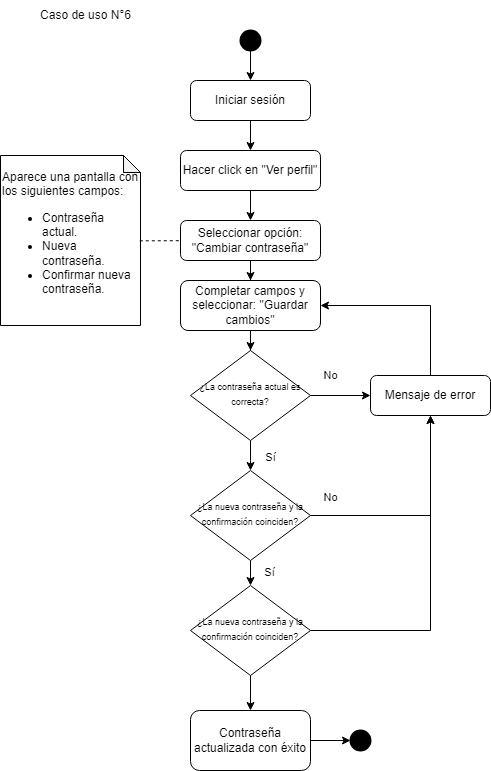 Caso de uso N°6
Iniciar sesión
Hacer click en "Ver perfil"
Aparece una pantalla con
los siguientes campos:
Contraseña
actual.
Nueva
contraseña.
Confirmar nueva
contraseña.
Seleccionar opción:
"Cambiar contraseña"
Completar campos y
seleccionar: "Guardar
cambios"
¿La contraseña actual es
correcta?
No
Mensaje de error
Sí
¿La nueva contraseña y la
confirmación coinciden?
No
Sí
¿La nueva contraseña y la
confirmación coinciden?
Contraseña
actualizada con éxito